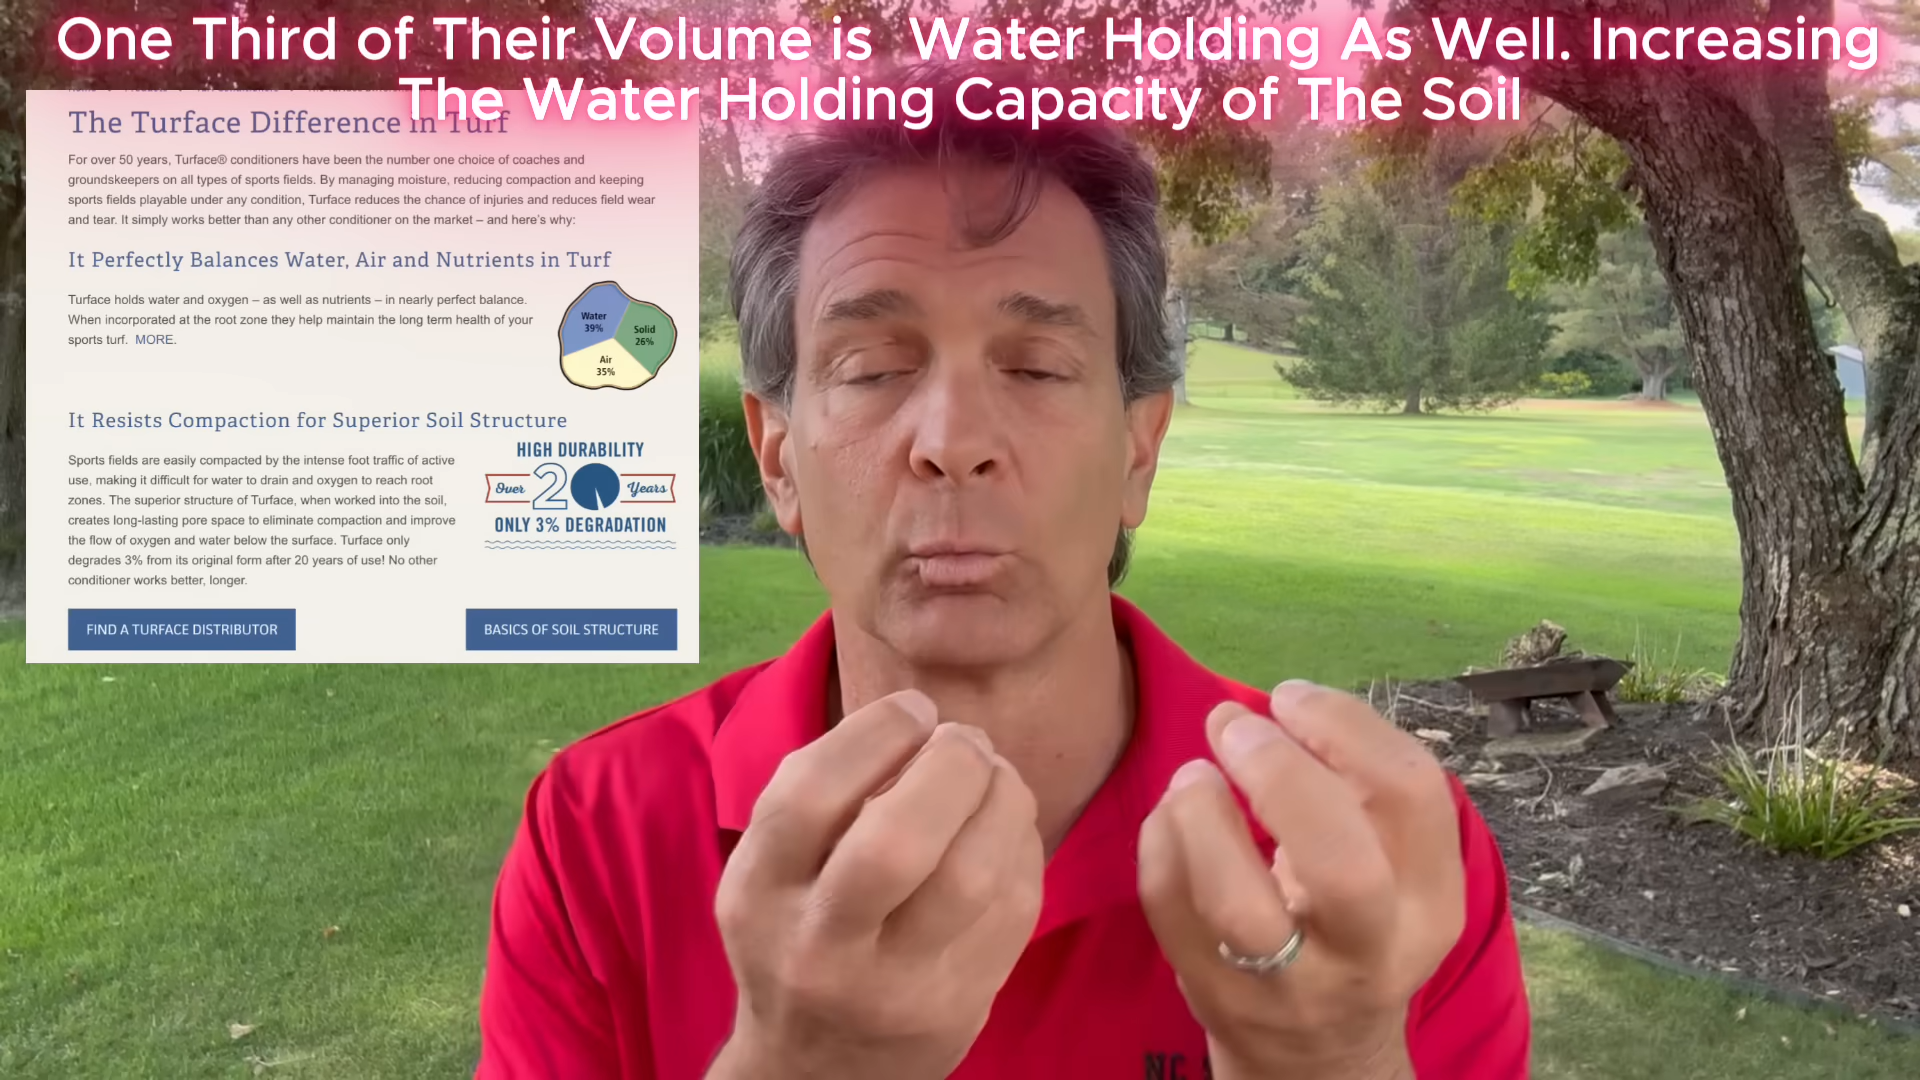 One Third of Their Volume is Water Holding As Well. Increasing
The Water Holding Capacity of The Soil
The Turface Difference in Turf
For over 50 years, Turface® conditioners have been the number one choice of coaches and
groundskeepers on all types of sports fields. By managing moisture, reducing compaction and keeping
sports fields playable under any condition, Turface reduces the chance of injuries and reduces field wear
and tear. It simply works better than any other conditioner on the market – and here's why:
It Perfectly Balances Water, Air and Nutrients in Turf
Turface holds water and oxygen – as well as nutrients – in nearly perfect balance.
When incorporated at the root zone they help maintain the long term health of your
sports turf. MORE.
Water
39%
Solid
26%
Air
35%
It Resists Compaction for Superior Soil Structure
Sports fields are easily compacted by the intense foot traffic of active
use, making it difficult for water to drain and oxygen to reach root
zones. The superior structure of Turface, when worked into the soil,
creates long-lasting pore space to eliminate compaction and improve
the flow of oxygen and water below the surface. Turface only
degrades 3% from its original form after 20 years of use! No other
conditioner works better, longer.
HIGH DURABILITY
Over 20 Years
ONLY 3% DEGRADATION
FIND A TURFACE DISTRIBUTOR
BASICS OF SOIL STRUCTURE
NC